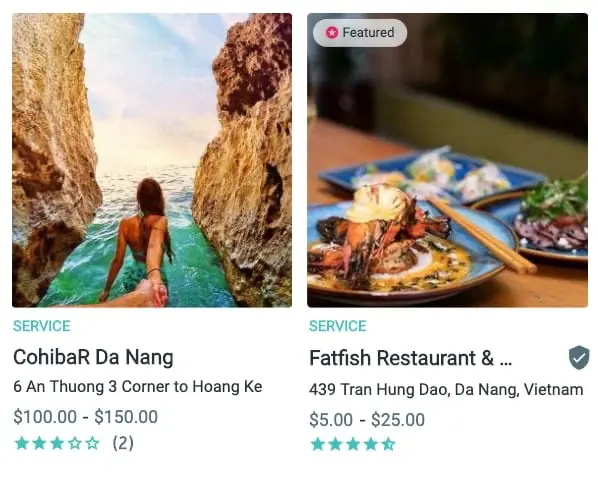 Featured
SERVICE
CohibaR Da Nang
6 An Thuong 3 Corner to Hoang Ke
$100.00 - $150.00
(2)
SERVICE
Fatfish Restaurant & ...
439 Tran Hung Dao, Da Nang, Vietnam
$5.00 - $25.00